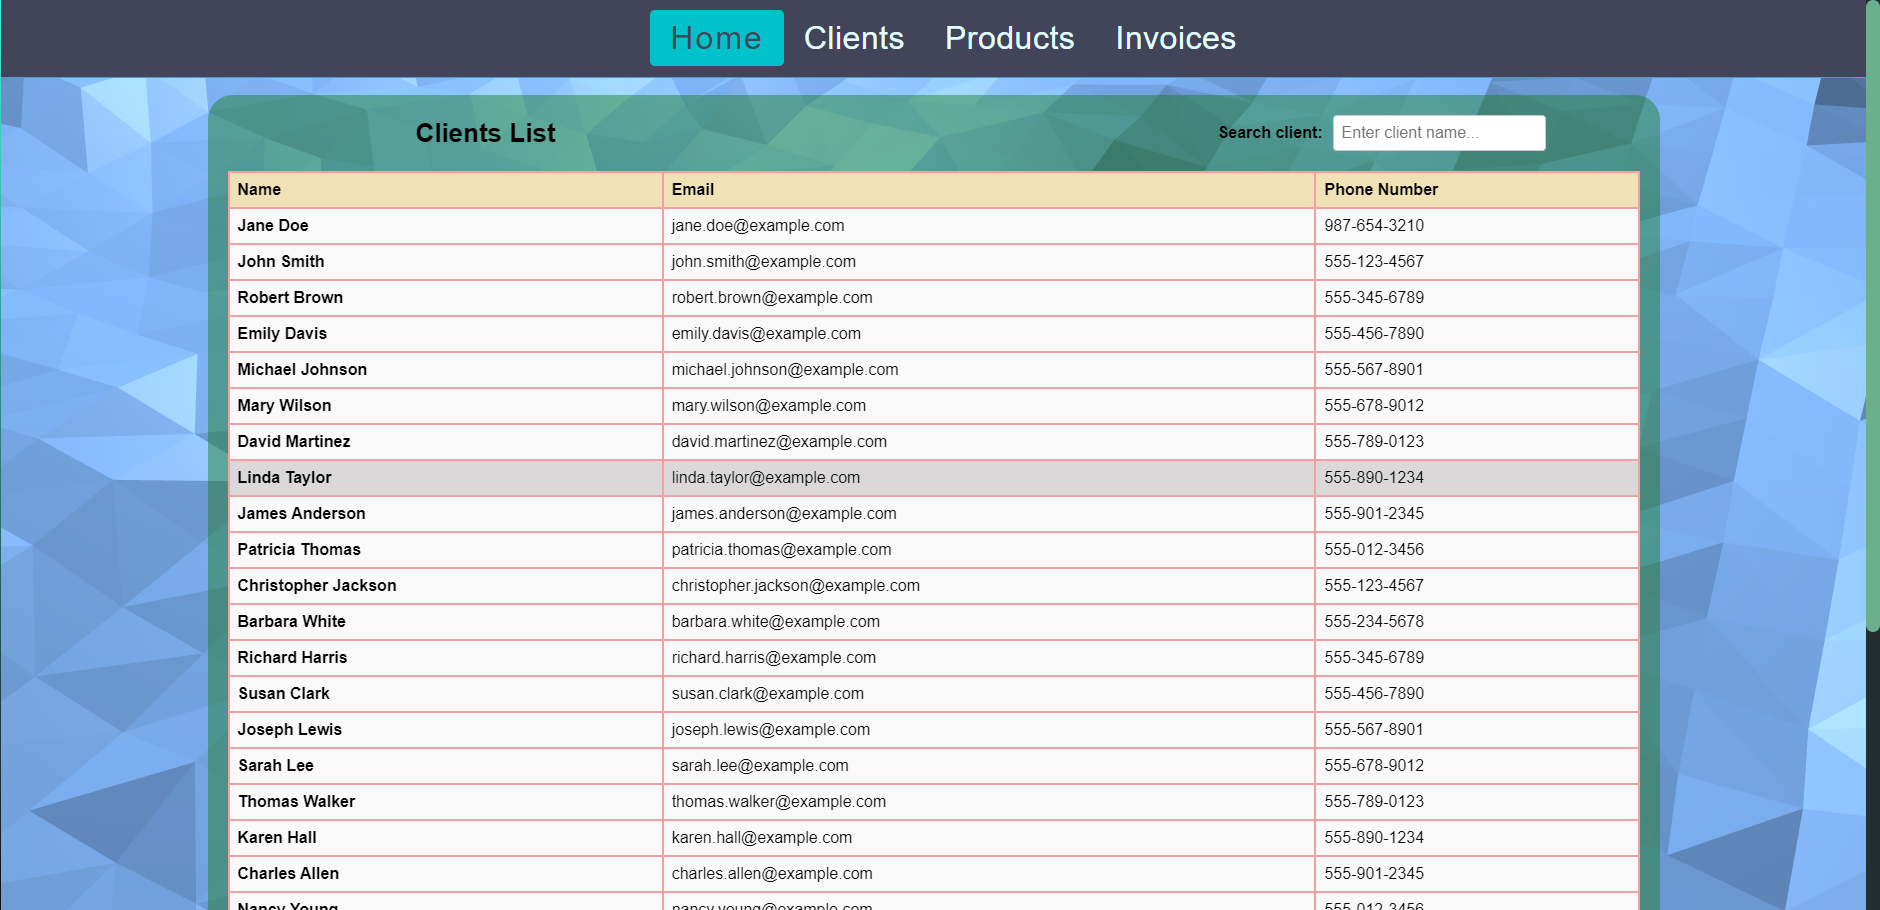 Home Clients Products Invoices
Clients List Search client: Enter client name...
Name Email Phone Number
Jane Doe jane.doe@example.com 987-654-3210
John Smith john.smith@example.com 555-123-4567
Robert Brown robert.brown@example.com 555-345-6789
Emily Davis emily.davis@example.com 555-456-7890
Michael Johnson michael.johnson@example.com 555-567-8901
Mary Wilson mary.wilson@example.com 555-678-9012
David Martinez david.martinez@example.com 555-789-0123
Linda Taylor linda.taylor@example.com 555-890-1234
James Anderson james.anderson@example.com 555-901-2345
Patricia Thomas patricia.thomas@example.com 555-012-3456
Christopher Jackson christopher.jackson@example.com 555-123-4567
Barbara White barbara.white@example.com 555-234-5678
Richard Harris richard.harris@example.com 555-345-6789
Susan Clark susan.clark@example.com 555-456-7890
Joseph Lewis joseph.lewis@example.com 555-567-8901
Sarah Lee sarah.lee@example.com 555-678-9012
Thomas Walker thomas.walker@example.com 555-789-0123
Karen Hall karen.hall@example.com 555-890-1234
Charles Allen charles.allen@example.com 555-901-2345
Nancy Young nancy.young@example.com 555-012-3456